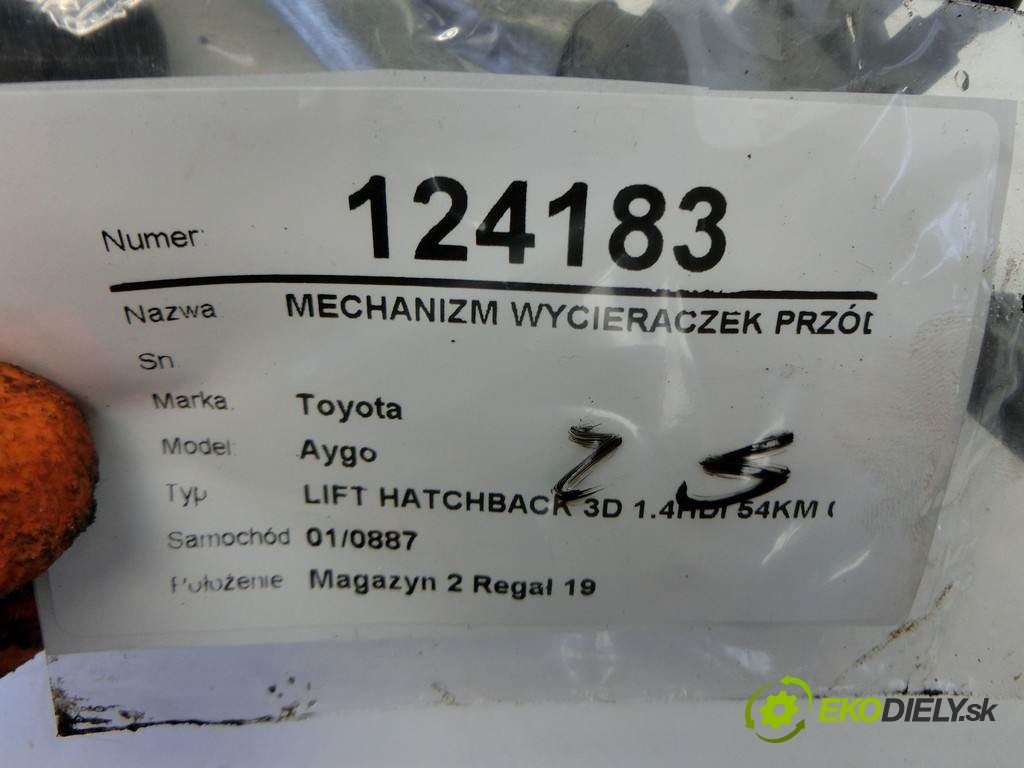 Numer: 124183
Nazwa MECHANIZM WYCIERACZEK PRZÓD
Sn
Marka: Toyota
Model: Aygo
Typ LIFT HATCHBACK 3D 1.4HDI 54KM (
Samochód 01/0887
Położenie Magazyn 2 Regał 19
EKODIELY.sk